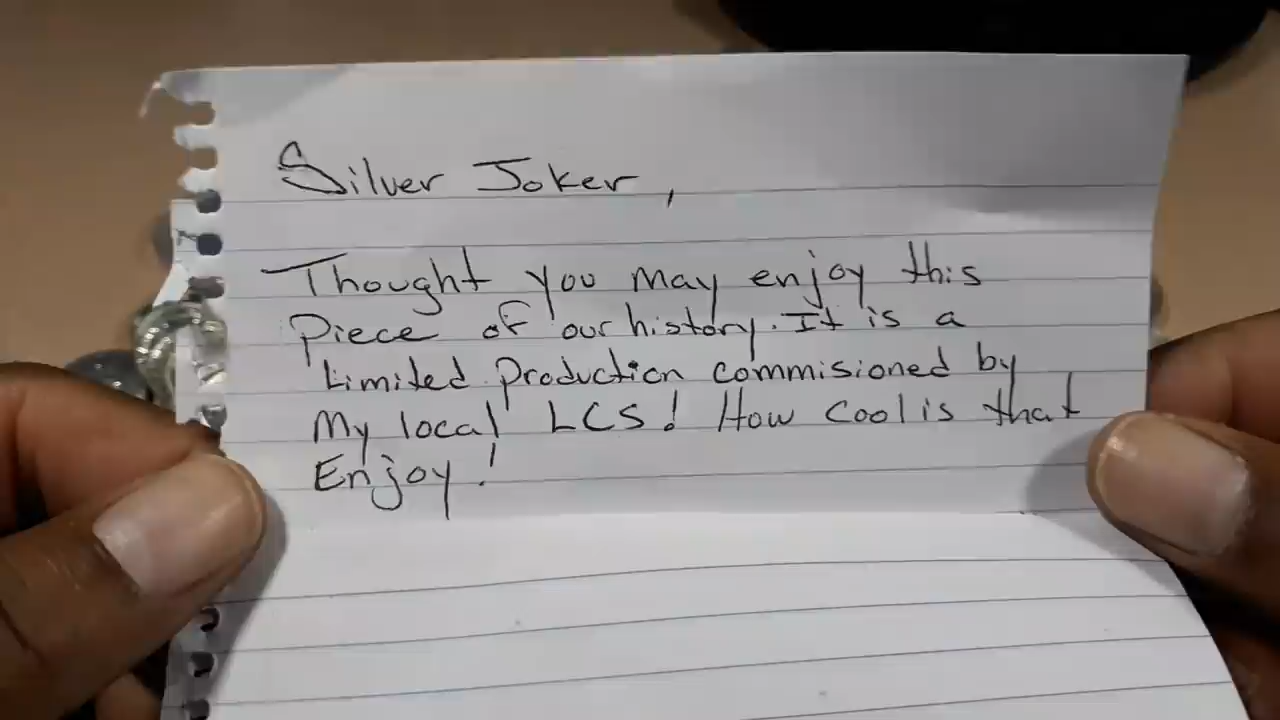 Silver Joker,
Thought you may enjoy this
Piece of our history. It is a
Limited Production commisioned by
My local LCS! How cool is that
Enjoy!